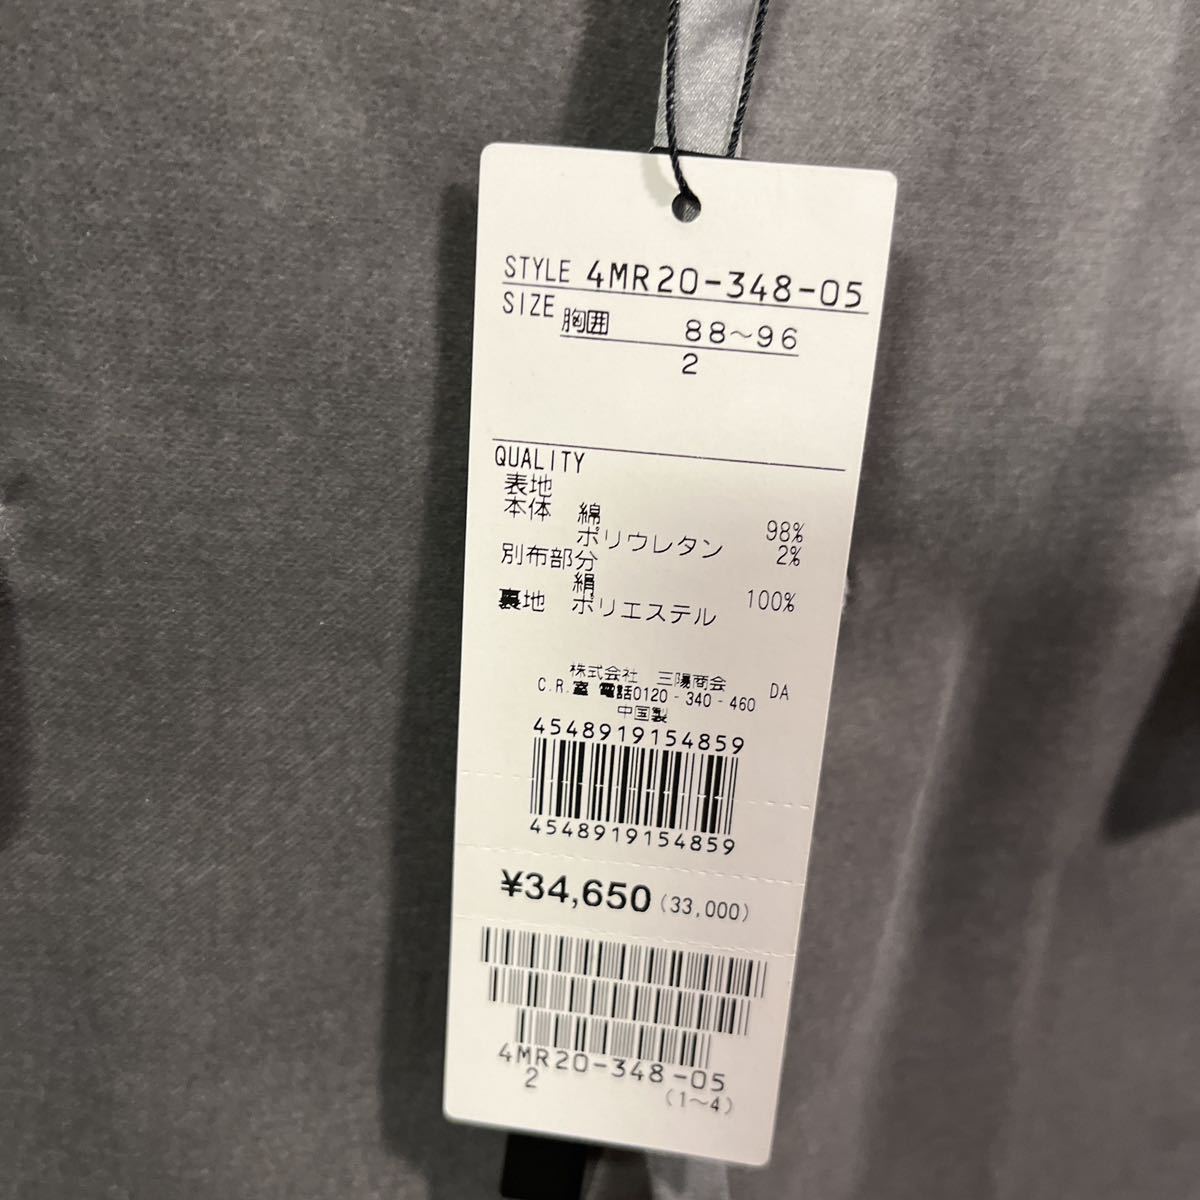 STYLE 4MR20-348-05
SIZE 胸囲 88~96
2
QUALITY
表地
本体 綿 98%
ポリウレタン 2%
別布部分
絹 100%
裏地 ポリエステル
株式会社 三陽商会 DA
C.R.室 電話0120-340-460
中国製
4548919154859
4548919154859
¥34,650 (33,000)
4MR20-348-05
2
(1~4)